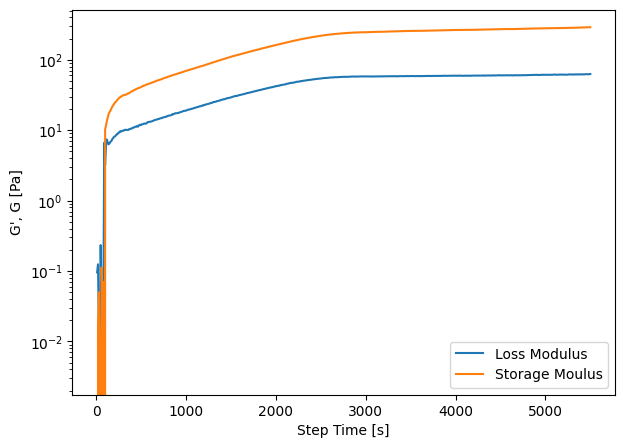 10²
10¹
10⁰
10⁻¹
10⁻²
G', G [Pa]
0 1000 2000 3000 4000 5000
Step Time [s]
Loss Modulus
Storage Moulus